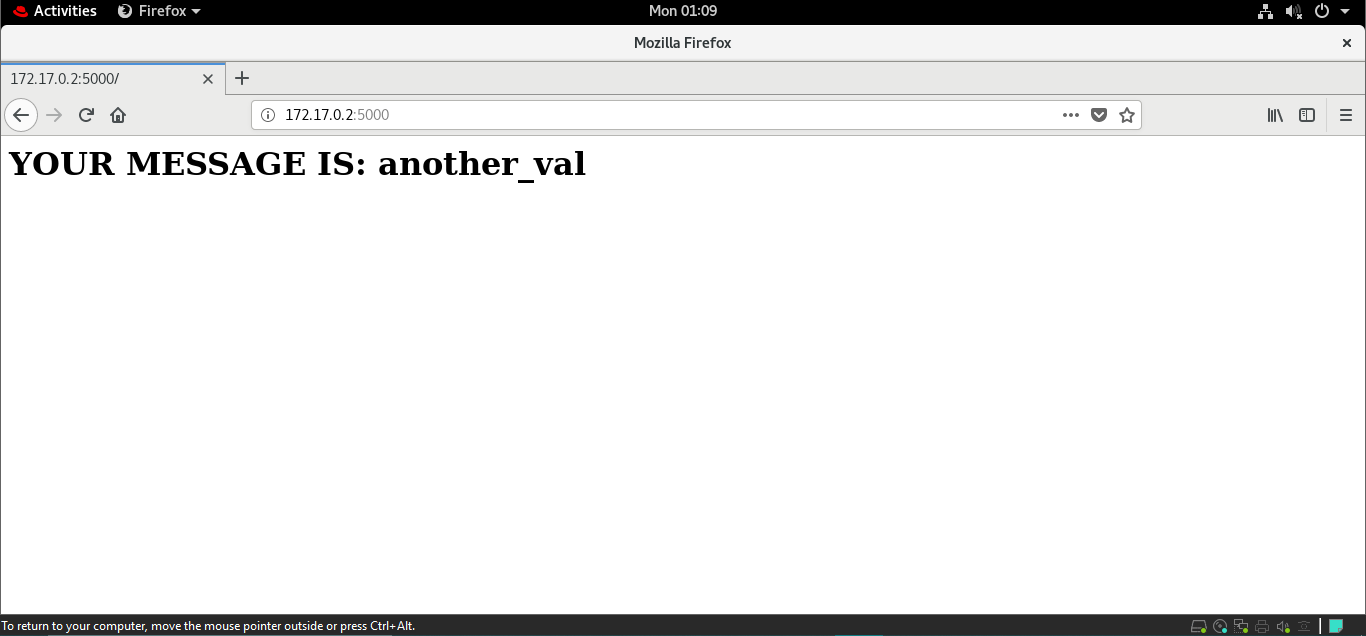 Activities Firefox Mon 01:09
Mozilla Firefox
172.17.0.2:5000/
172.17.0.2:5000
YOUR MESSAGE IS: another_val
To return to your computer, move the mouse pointer outside or press Ctrl+Alt.